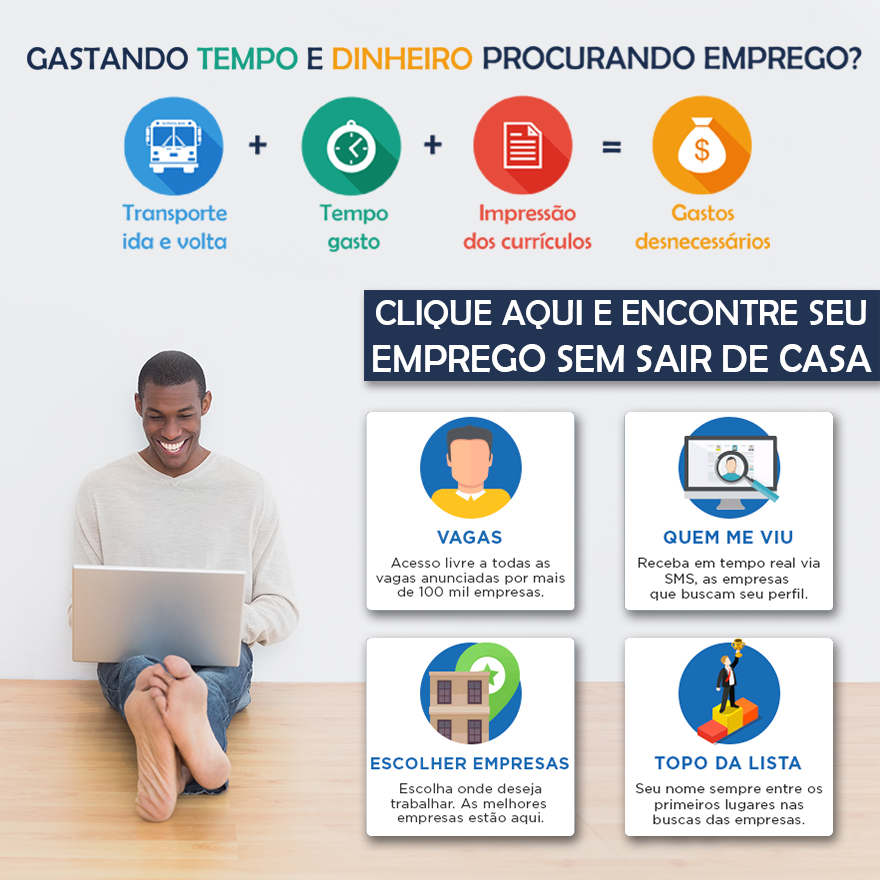 GASTANDO TEMPO E DINHEIRO PROCURANDO EMPREGO?
+ + =
$
Transporte
ida e volta
Tempo
gasto
Impressão
dos currículos
Gastos
desnecessários
CLIQUE AQUI E ENCONTRE SEU
EMPREGO SEM SAIR DE CASA
VAGAS
Acesso livre a todas as
vagas anunciadas por mais
de 100 mil empresas.
QUEM ME VIU
Receba em tempo real via
SMS, as empresas
que buscam seu perfil.
ESCOLHER EMPRESAS
Escolha onde deseja
trabalhar. As melhores
empresas estão aqui.
TOPO DA LISTA
Seu nome sempre entre os
primeiros lugares nas
buscas das empresas.